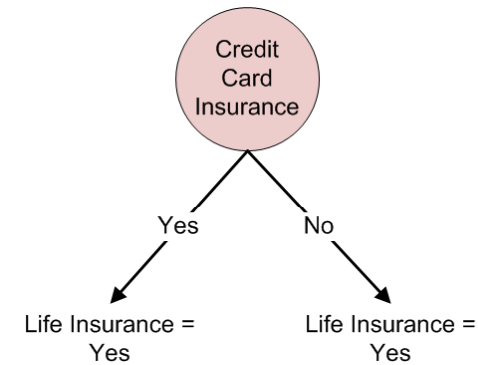 Credit
Card
Insurance
Yes
No
Life Insurance =
Yes
Life Insurance =
Yes